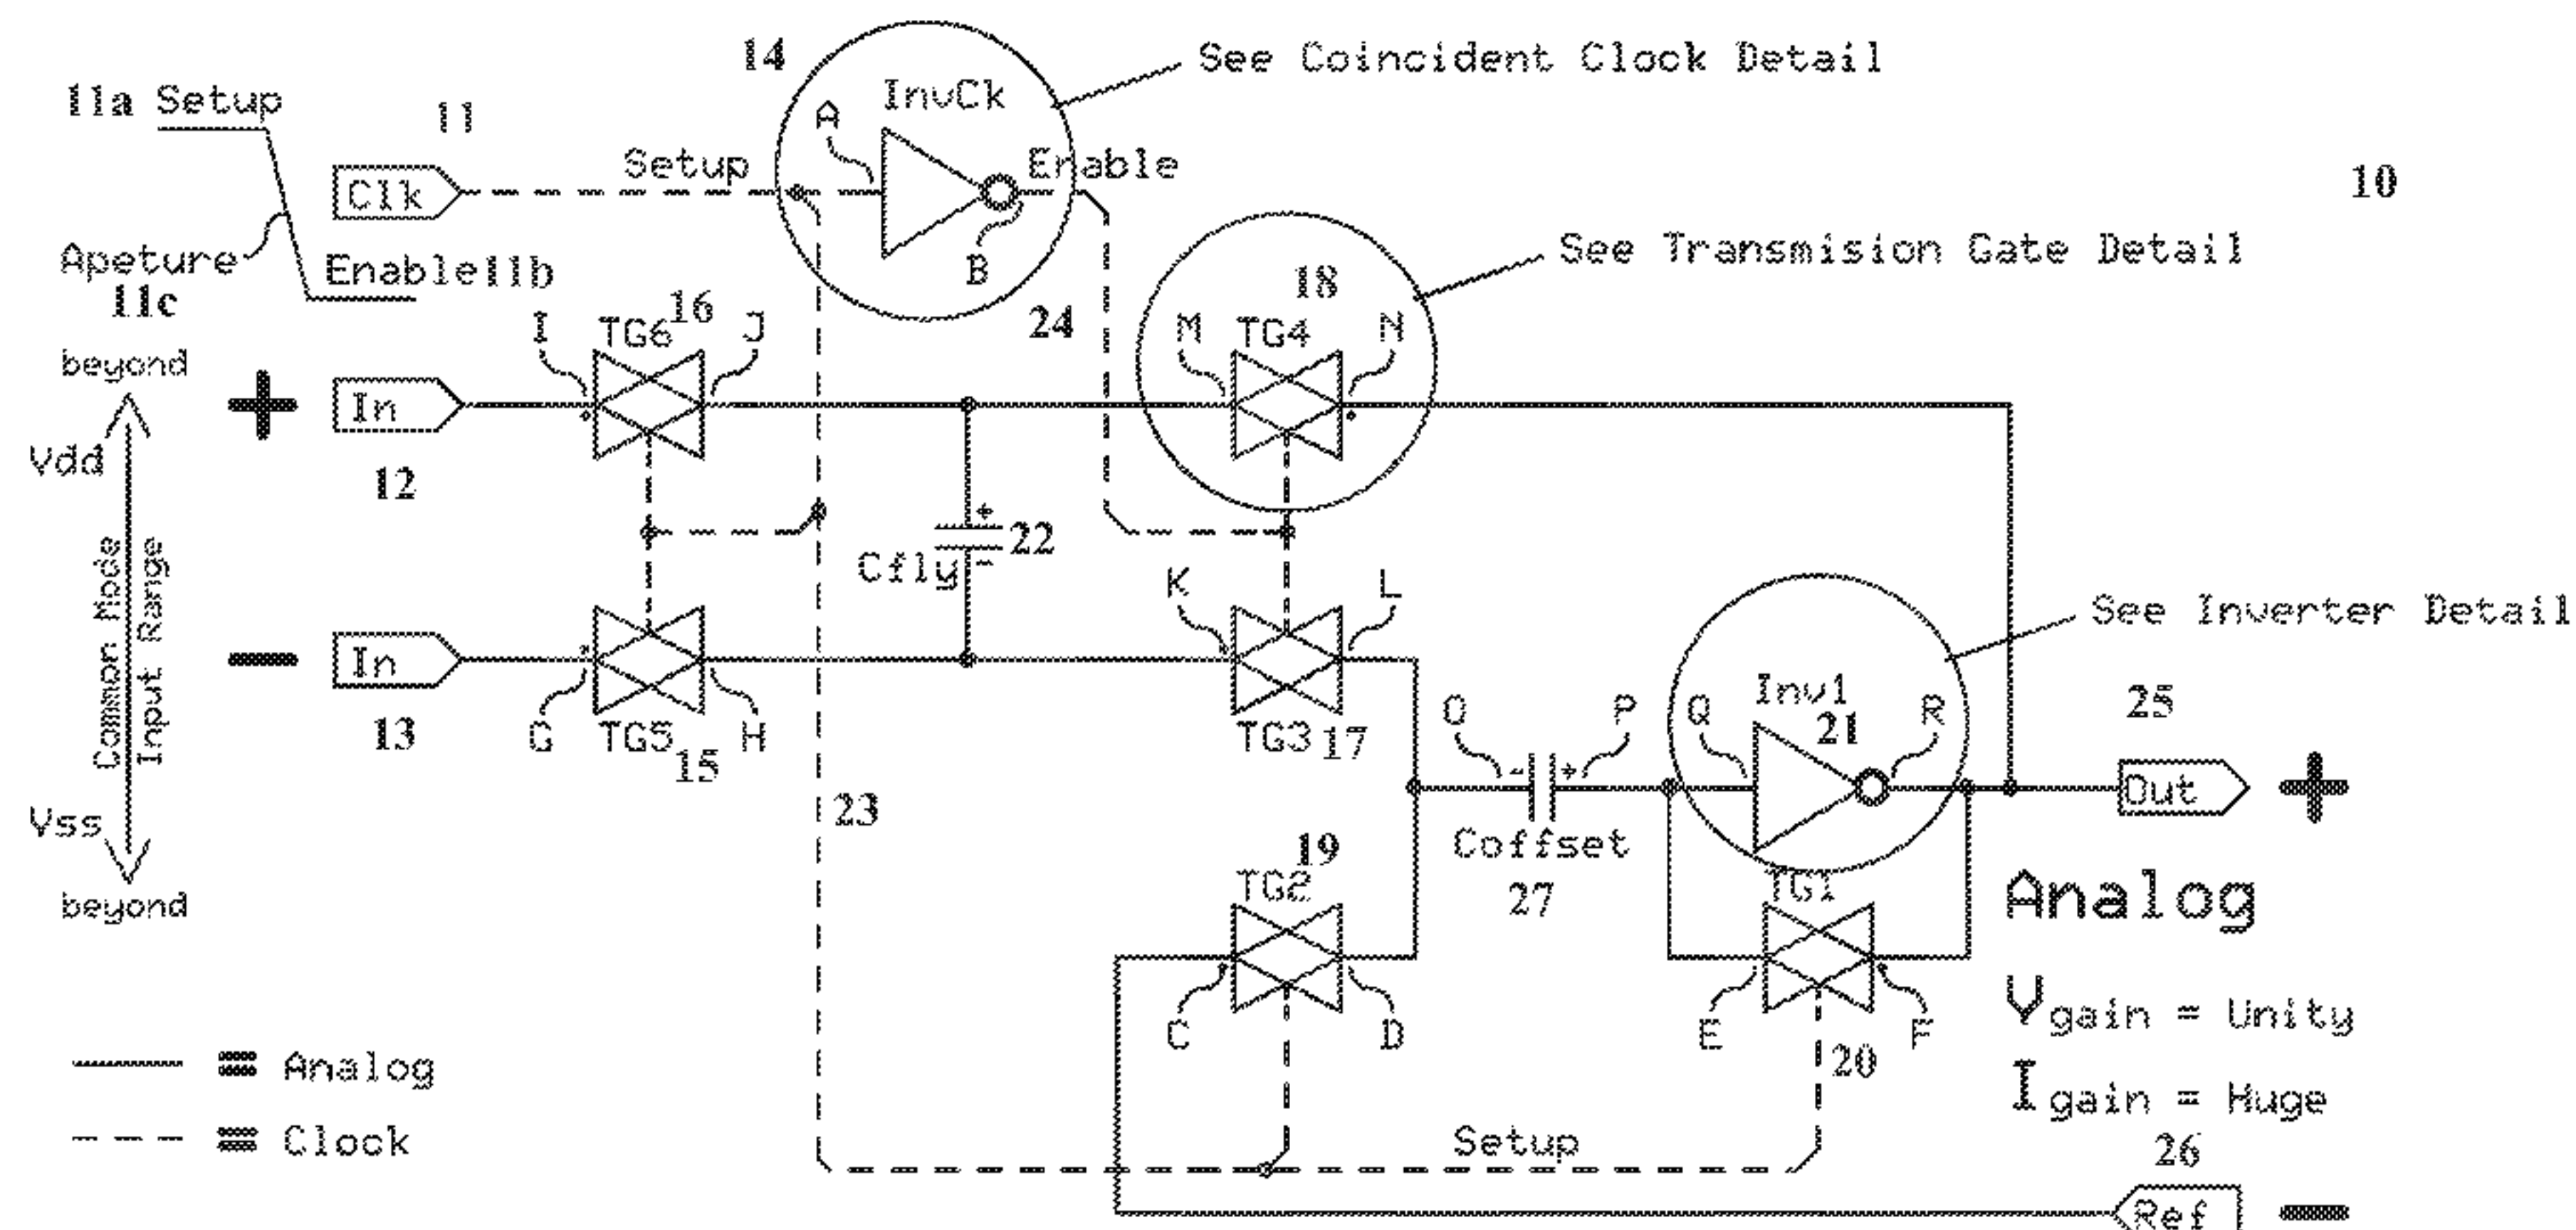 14
See Coincident Clock Detail
11a Setup
11
InvCk
A
Setup
Enable
Clk
10
B
Apeture
Enable11b
11c
See Transmision Gate Detail
18
24
I
TG6
16
J
M
TG4
N
beyond
+
In
Vdd
12
Common Mode
Input Range
+
Cfly
22
-
K
L
See Inverter Detail
-
In
13
G
TG5
15
H
TG3
17
O
P
Q
Inv1
21
R
25
-
+
Out
+
Vss
23
Coffset
27
19
TG2
TG1
beyond
Analog
C
D
E
F
20
Vgain = Unity
Igain = Huge
= Analog
= Clock
Setup
26
Ref
-